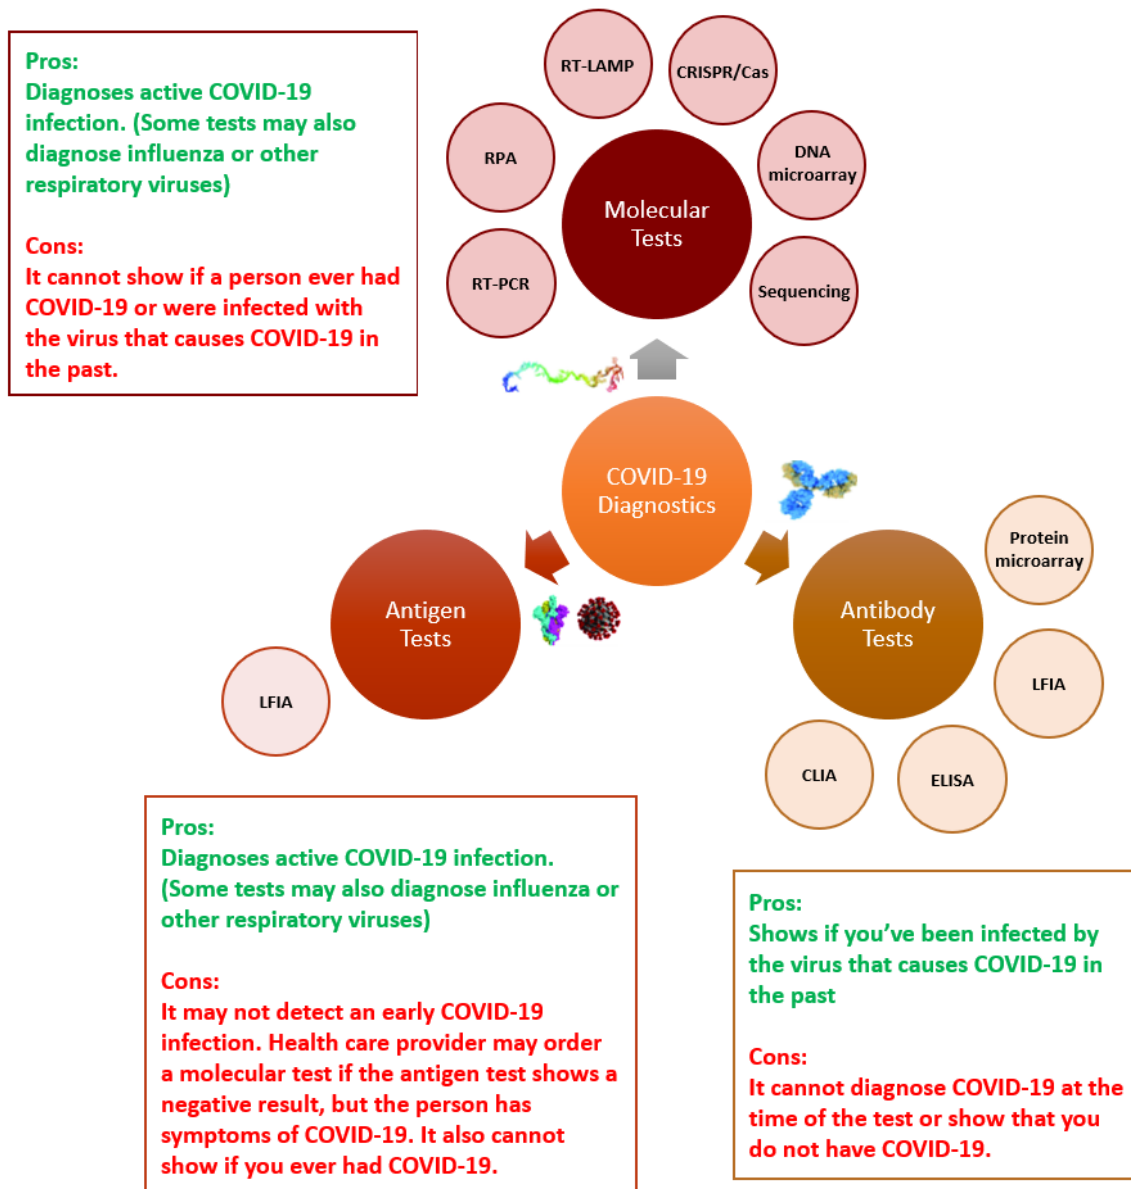 Pros:
Diagnoses active COVID-19
infection. (Some tests may also
diagnose influenza or other
respiratory viruses)
Cons:
It cannot show if a person ever had
COVID-19 or were infected with
the virus that causes COVID-19 in
the past.
RT-LAMP
CRISPR/Cas
RPA
DNA
microarray
Molecular
Tests
RT-PCR
Sequencing
COVID-19
Diagnostics
Antigen
Tests
LFIA
Protein
microarray
Antibody
Tests
LFIA
CLIA
ELISA
Pros:
Diagnoses active COVID-19 infection.
(Some tests may also diagnose influenza or
other respiratory viruses)
Cons:
It may not detect an early COVID-19
infection. Health care provider may order
a molecular test if the antigen test shows a
negative result, but the person has
symptoms of COVID-19. It also cannot
show if you ever had COVID-19.
Pros:
Shows if you’ve been infected by
the virus that causes COVID-19 in
the past
Cons:
It cannot diagnose COVID-19 at the
time of the test or show that you
do not have COVID-19.